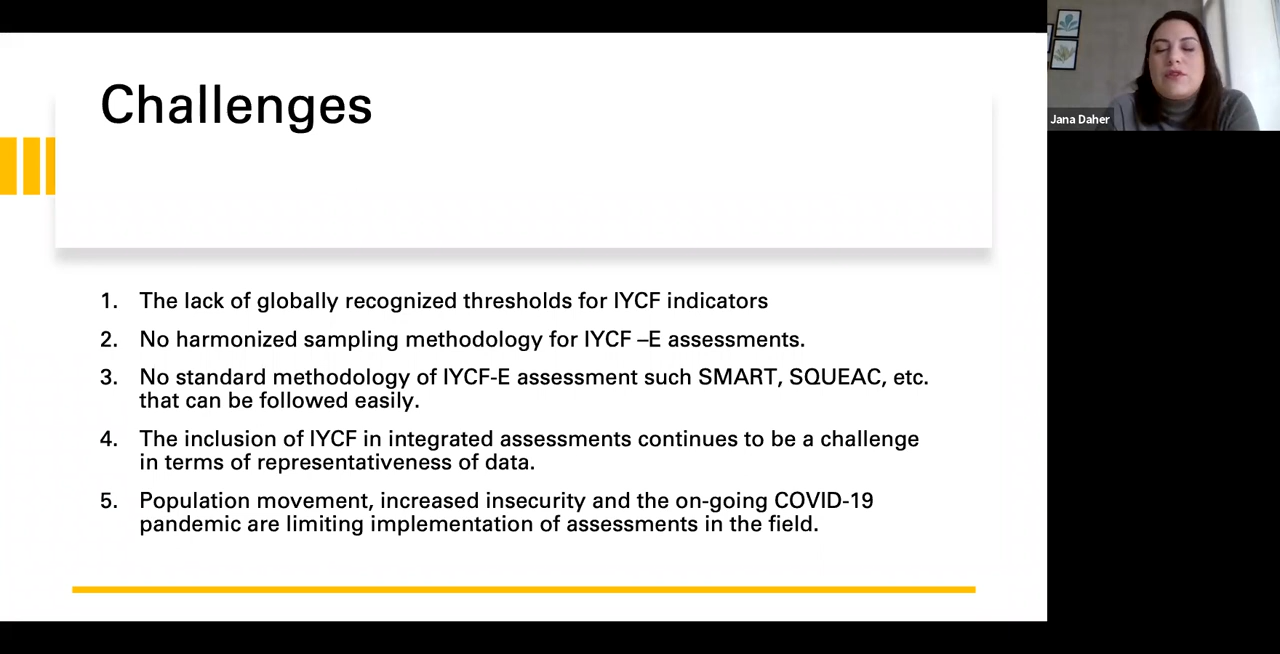 Challenges
1. The lack of globally recognized thresholds for IYCF indicators
2. No harmonized sampling methodology for IYCF –E assessments.
3. No standard methodology of IYCF-E assessment such SMART, SQUEAC, etc.
that can be followed easily.
4. The inclusion of IYCF in integrated assessments continues to be a challenge
in terms of representativeness of data.
5. Population movement, increased insecurity and the on-going COVID-19
pandemic are limiting implementation of assessments in the field.
Jana Daher